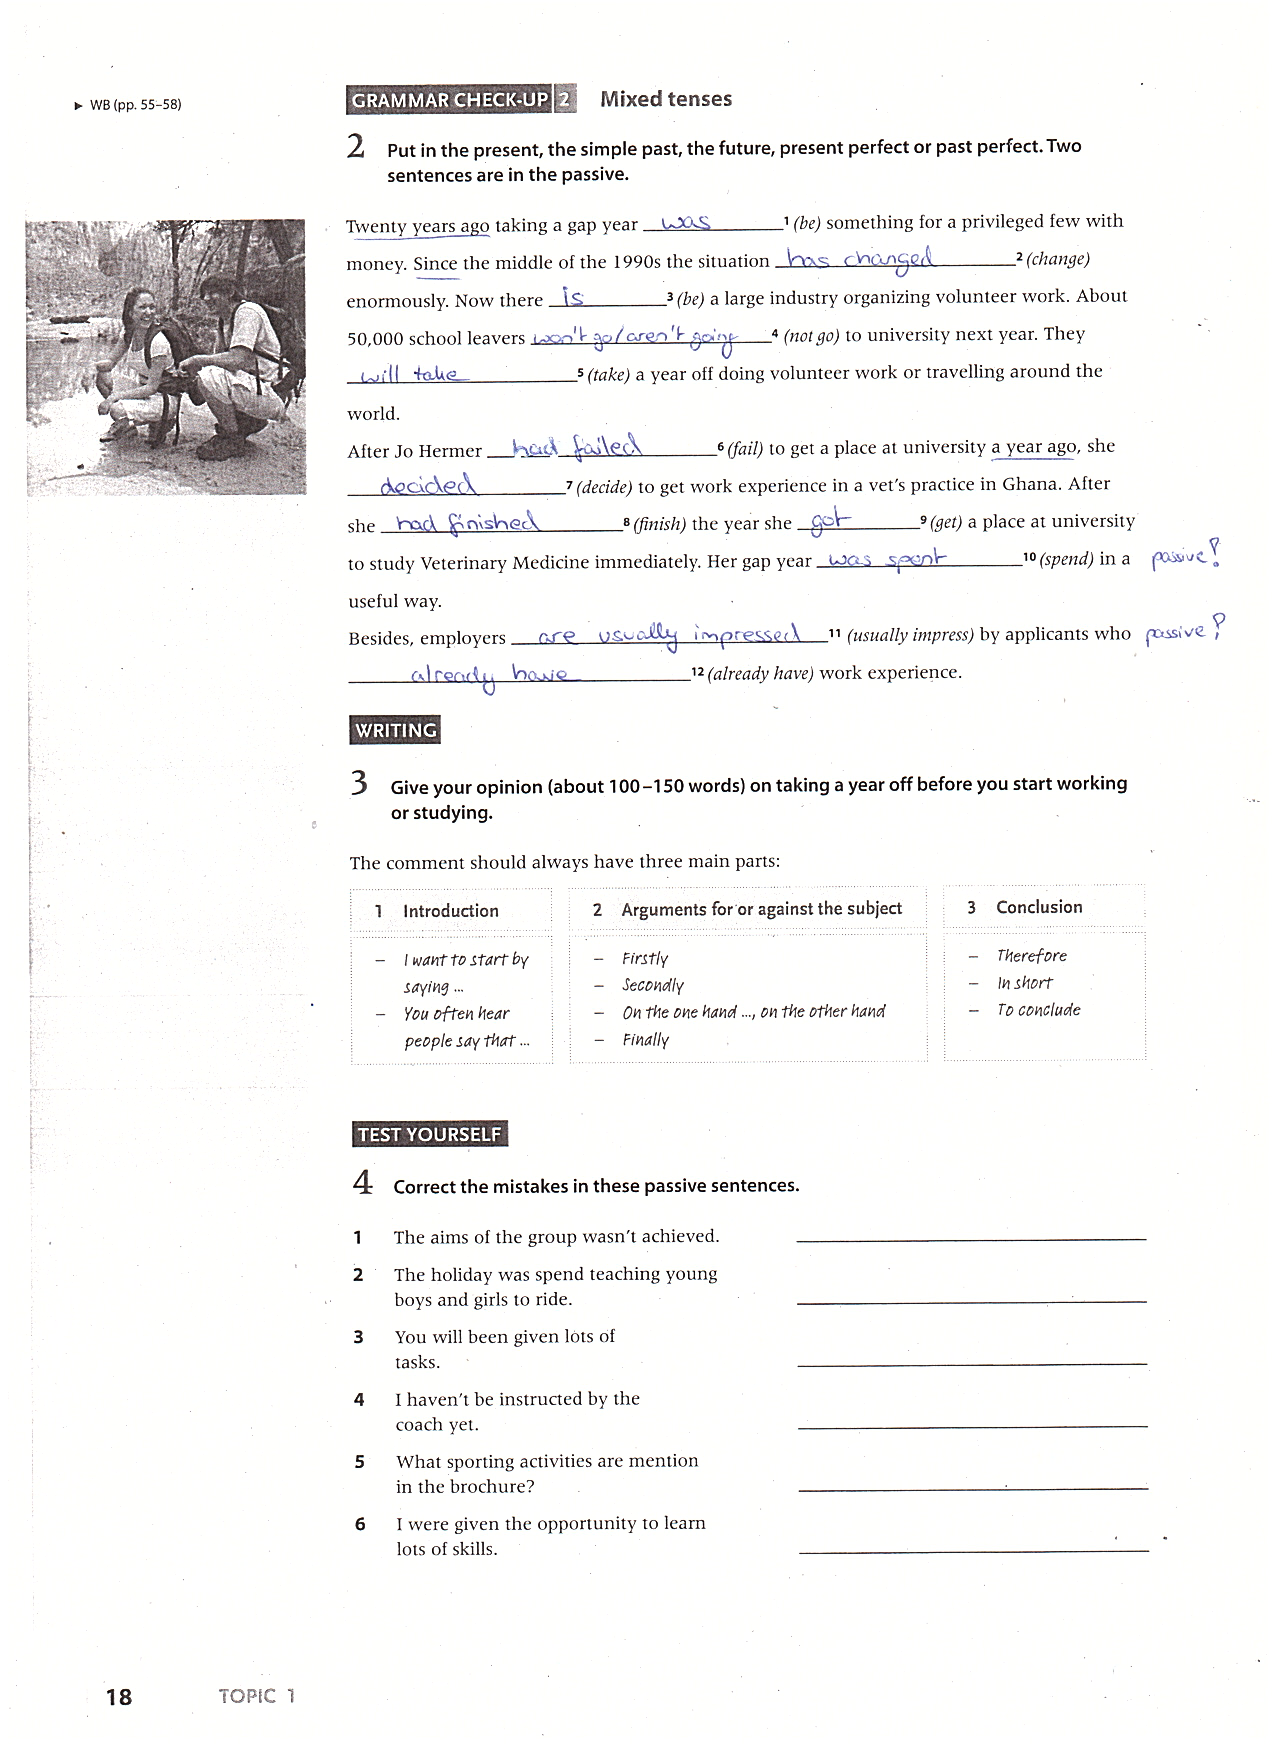 ▶ WB (pp. 55–58)
GRAMMAR CHECK-UP 2 Mixed tenses
2 Put in the present, the simple past, the future, present perfect or past perfect. Two
sentences are in the passive.
Twenty years ago taking a gap year was 1 (be) something for a privileged few with
money. Since the middle of the 1990s the situation has changed 2 (change)
enormously. Now there is 3 (be) a large industry organizing volunteer work. About
50,000 school leavers won't go/aren't going 4 (not go) to university next year. They
will take 5 (take) a year off doing volunteer work or travelling around the
world.
After Jo Hermer had failed 6 (fail) to get a place at university a year ago, she
decided 7 (decide) to get work experience in a vet's practice in Ghana. After
she had finished 8 (finish) the year she got 9 (get) a place at university
to study Veterinary Medicine immediately. Her gap year was spent 10 (spend) in a passive!
useful way.
Besides, employers are usually impressed 11 (usually impress) by applicants who passive!
already have 12 (already have) work experience.
WRITING
3 Give your opinion (about 100–150 words) on taking a year off before you start working
or studying.
The comment should always have three main parts:
1 Introduction 2 Arguments for or against the subject 3 Conclusion
– I want to start by – Firstly – Therefore
saying ... – Secondly – In short
– You often hear – On the one hand ..., on the other hand – To conclude
people say that ... – Finally
TEST YOURSELF
4 Correct the mistakes in these passive sentences.
1 The aims of the group wasn't achieved.
2 The holiday was spend teaching young
boys and girls to ride.
3 You will been given lots of
tasks.
4 I haven't be instructed by the
coach yet.
5 What sporting activities are mention
in the brochure?
6 I were given the opportunity to learn
lots of skills.
18 TOPIC 1